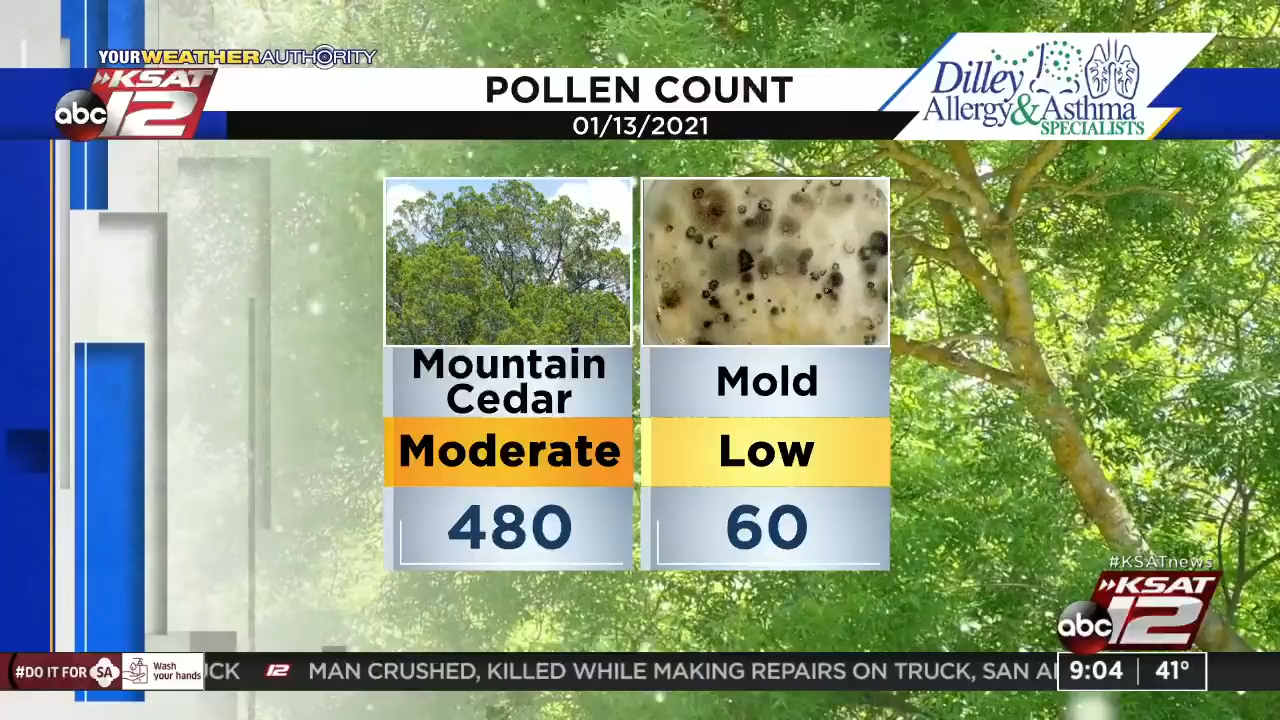 YOURWEATHERAUTHORITY
KSAT
abc 12
POLLEN COUNT
01/13/2021
Dilley
Allergy&Asthma
SPECIALISTS
Mountain
Cedar
Moderate
480
Mold
Low
60
#KSATnews
KSAT
abc 12
#DO IT FOR SA
Wash
your hands
UCK 12 MAN CRUSHED, KILLED WHILE MAKING REPAIRS ON TRUCK, SAN A
9:04 41°